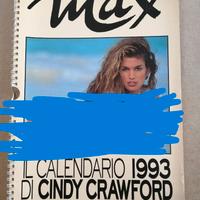 Max
IL CALENDARIO 1993
DI CINDY CRAWFORD